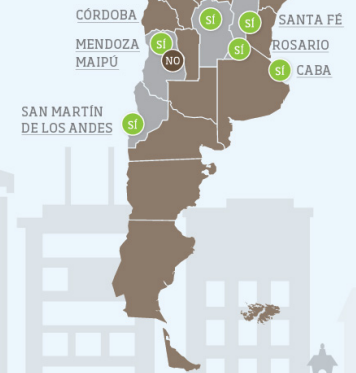 CÓRDOBA
SÍ
SÍ
SANTA FÉ
MENDOZA
SÍ
MAIPÚ
NO
SÍ
ROSARIO
SÍ
CABA
SAN MARTÍN
DE LOS ANDES
SÍ